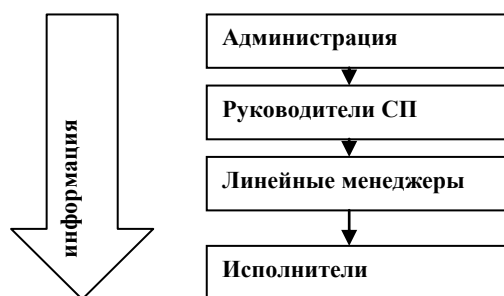 информация
Администрация
Руководители СП
Линейные менеджеры
Исполнители